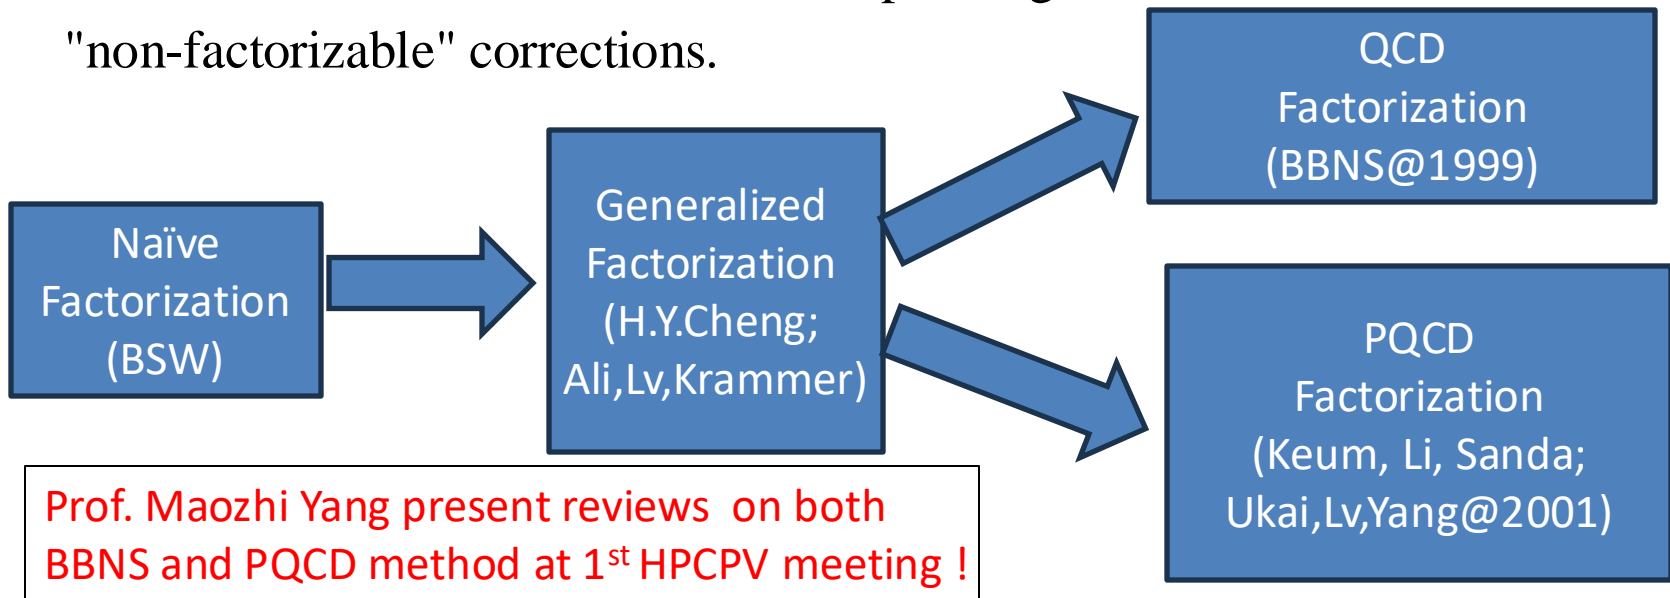 "non-factorizable" corrections.
Naïve
Factorization
(BSW)
Generalized
Factorization
(H.Y.Cheng;
Ali,Lv,Krammer)
QCD
Factorization
(BBNS@1999)
PQCD
Factorization
(Keum, Li, Sanda;
Ukai,Lv,Yang@2001)
Prof. Maozhi Yang present reviews on both
BBNS and PQCD method at 1st HPCPV meeting !